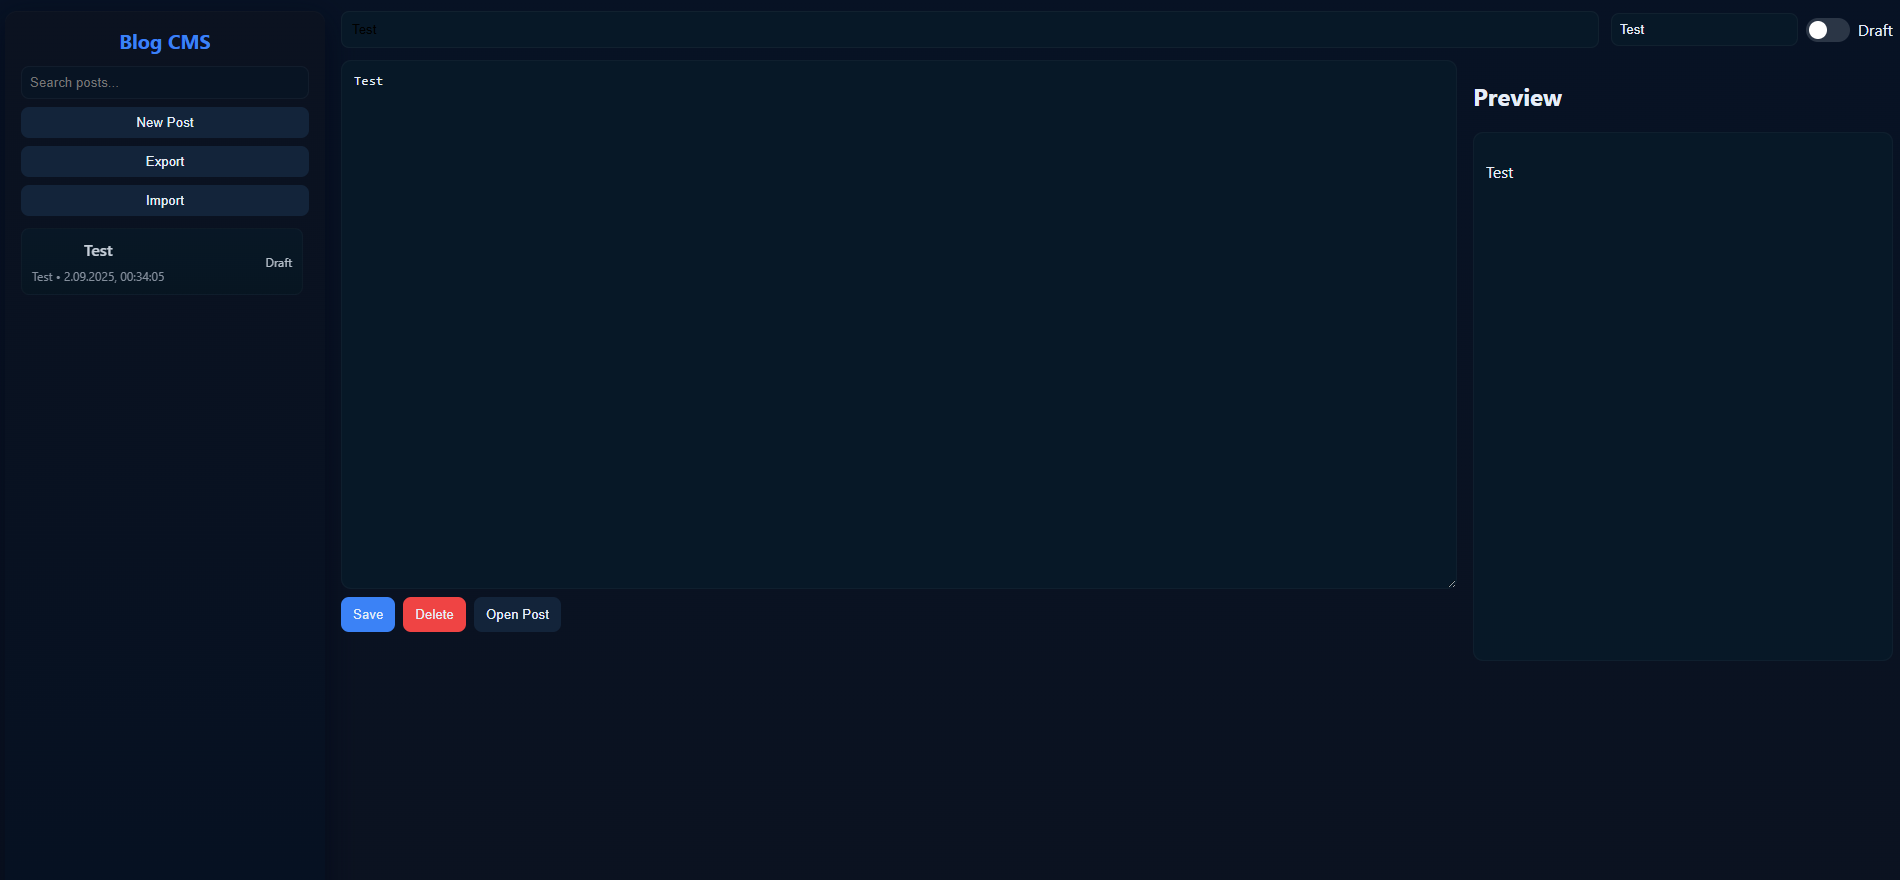 Blog CMS
Search posts...
New Post
Export
Import
Test
Test • 2.09.2025, 00:34:05
Draft
Test
Test
Draft
Test
Save
Delete
Open Post
Preview
Test